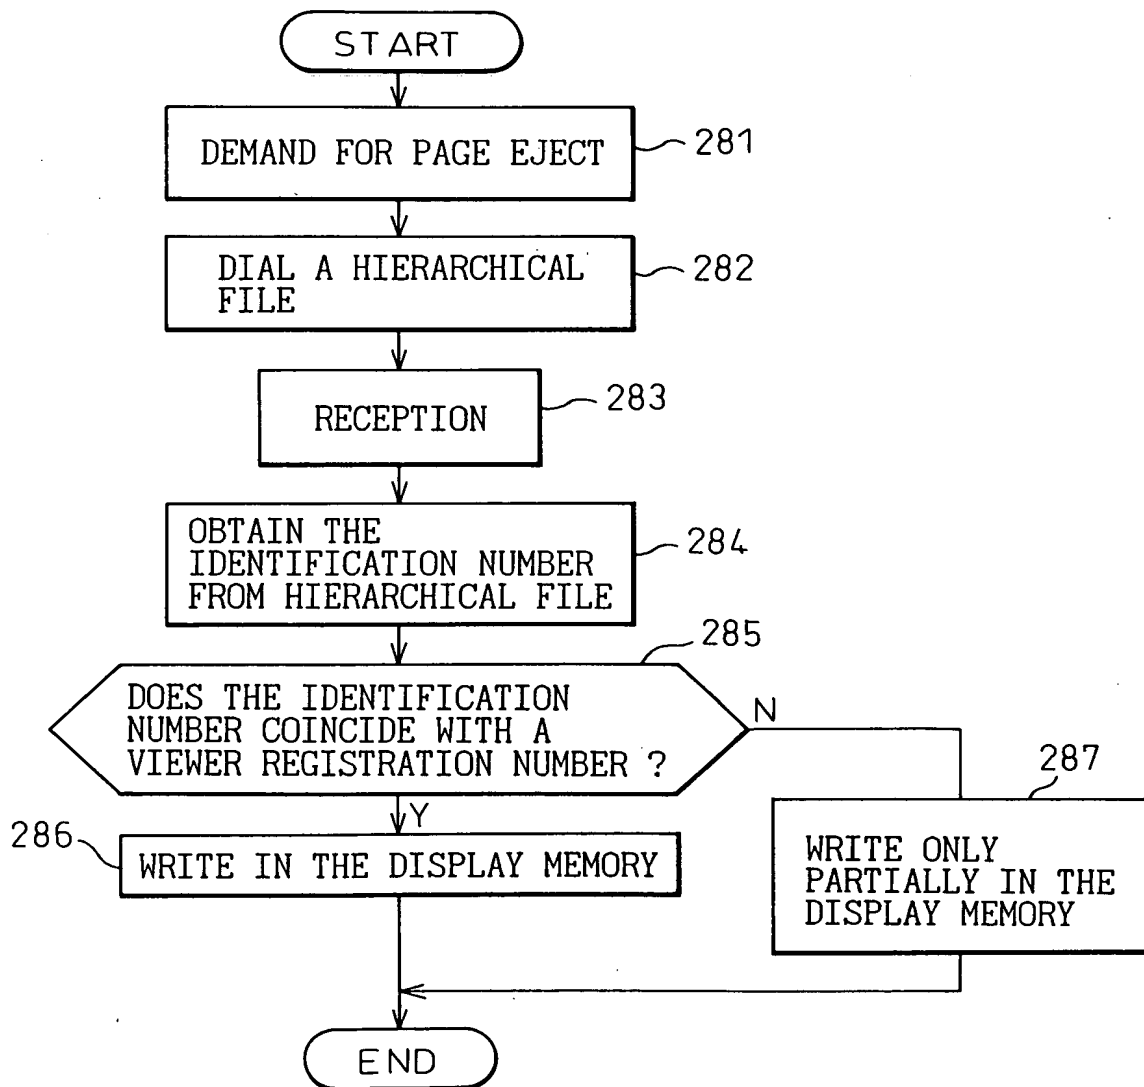 START
DEMAND FOR PAGE EJECT
281
DIAL A HIERARCHICAL
FILE
282
RECEPTION
283
OBTAIN THE
IDENTIFICATION NUMBER
FROM HIERARCHICAL FILE
284
285
DOES THE IDENTIFICATION
NUMBER COINCIDE WITH A
VIEWER REGISTRATION NUMBER ?
N
Y
286
WRITE IN THE DISPLAY MEMORY
287
WRITE ONLY
PARTIALLY IN THE
DISPLAY MEMORY
END